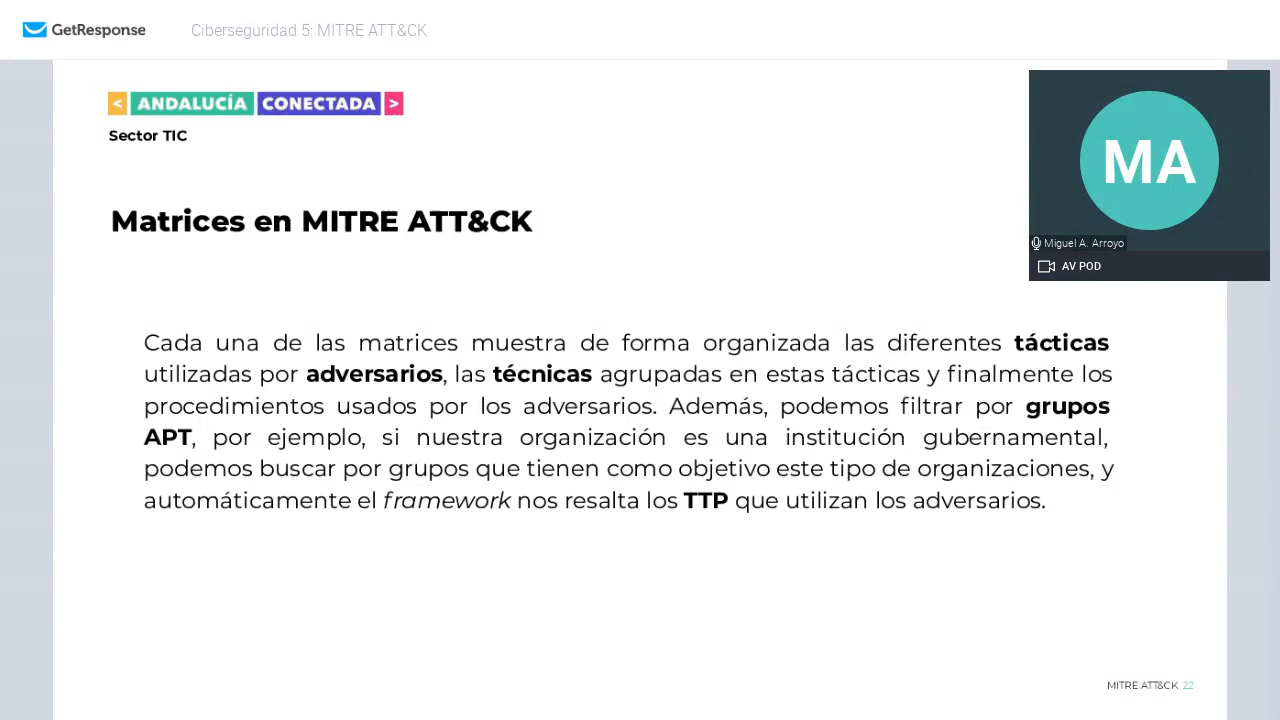 GetResponse
Ciberseguridad 5: MITRE ATT&CK
< ANDALUCÍA CONECTADA >
Sector TIC
MA
Miguel A. Arroyo
AV POD
Matrices en MITRE ATT&CK
Cada una de las matrices muestra de forma organizada las diferentes tácticas
utilizadas por adversarios, las técnicas agrupadas en estas tácticas y finalmente los
procedimientos usados por los adversarios. Además, podemos filtrar por grupos
APT, por ejemplo, si nuestra organización es una institución gubernamental,
podemos buscar por grupos que tienen como objetivo este tipo de organizaciones, y
automáticamente el framework nos resalta los TTP que utilizan los adversarios.
MITRE ATT&CK 22